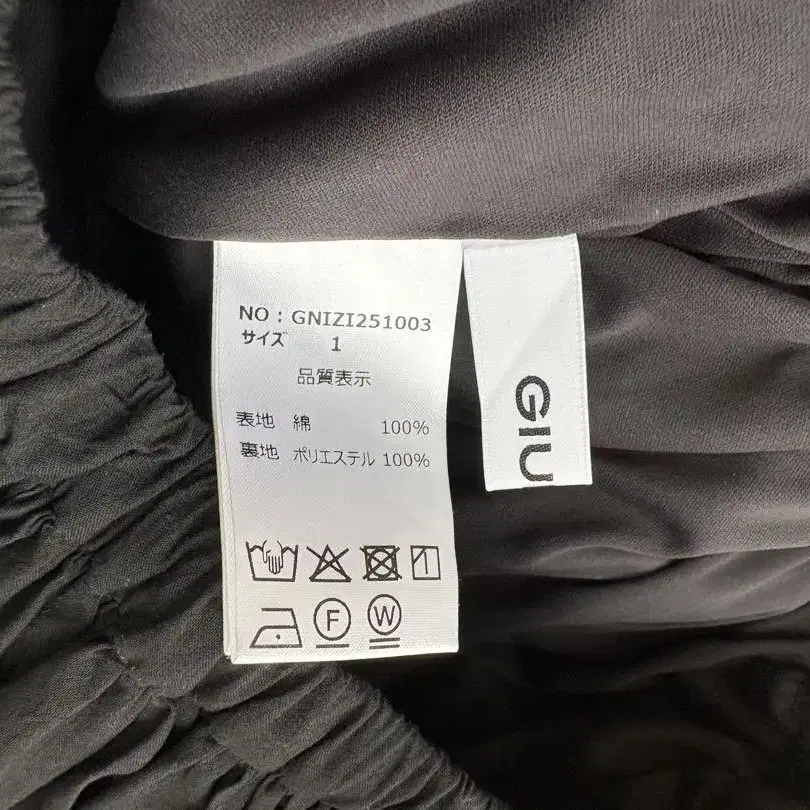 NO : GNIZI251003
サイズ 1
品質表示
表地 綿 100%
裏地 ポリエステル 100%
F W
GIU